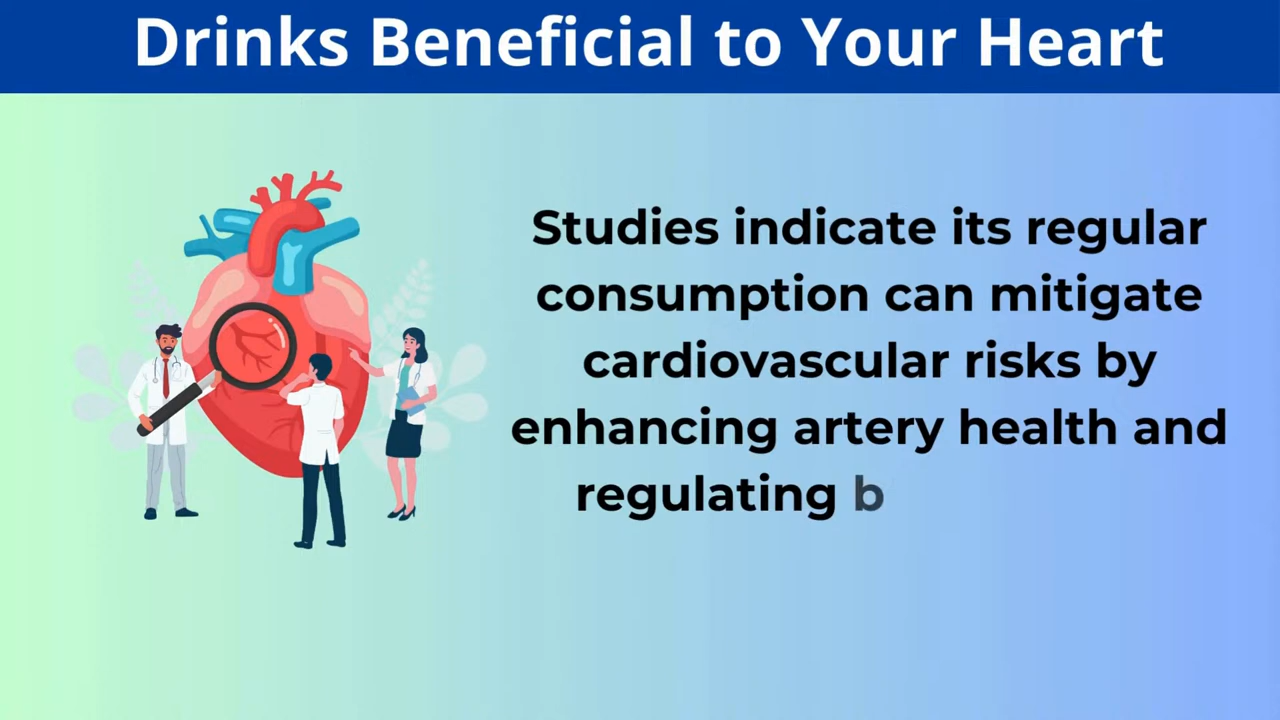 Drinks Beneficial to Your Heart
Studies indicate its regular
consumption can mitigate
cardiovascular risks by
enhancing artery health and
regulating b